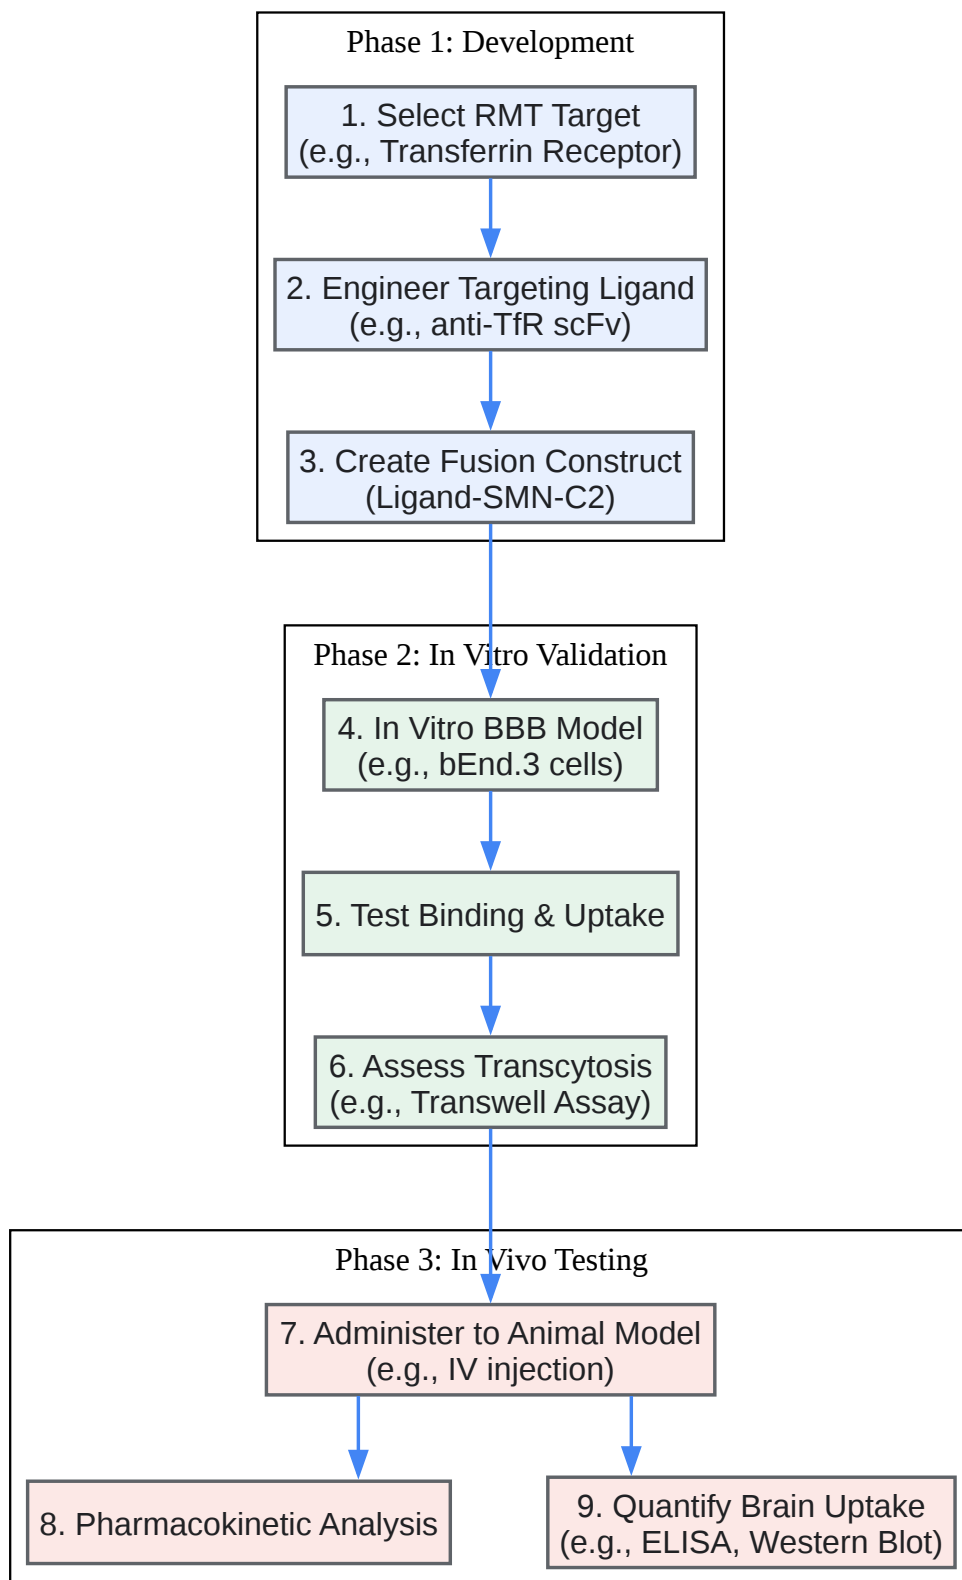 Phase 1: Development
1. Select RMT Target
(e.g., Transferrin Receptor)
2. Engineer Targeting Ligand
(e.g., anti-TfR scFv)
3. Create Fusion Construct
(Ligand-SMN-C2)
Phase 2: In Vitro Validation
4. In Vitro BBB Model
(e.g., bEnd.3 cells)
5. Test Binding & Uptake
6. Assess Transcytosis
(e.g., Transwell Assay)
Phase 3: In Vivo Testing
7. Administer to Animal Model
(e.g., IV injection)
8. Pharmacokinetic Analysis
9. Quantify Brain Uptake
(e.g., ELISA, Western Blot)